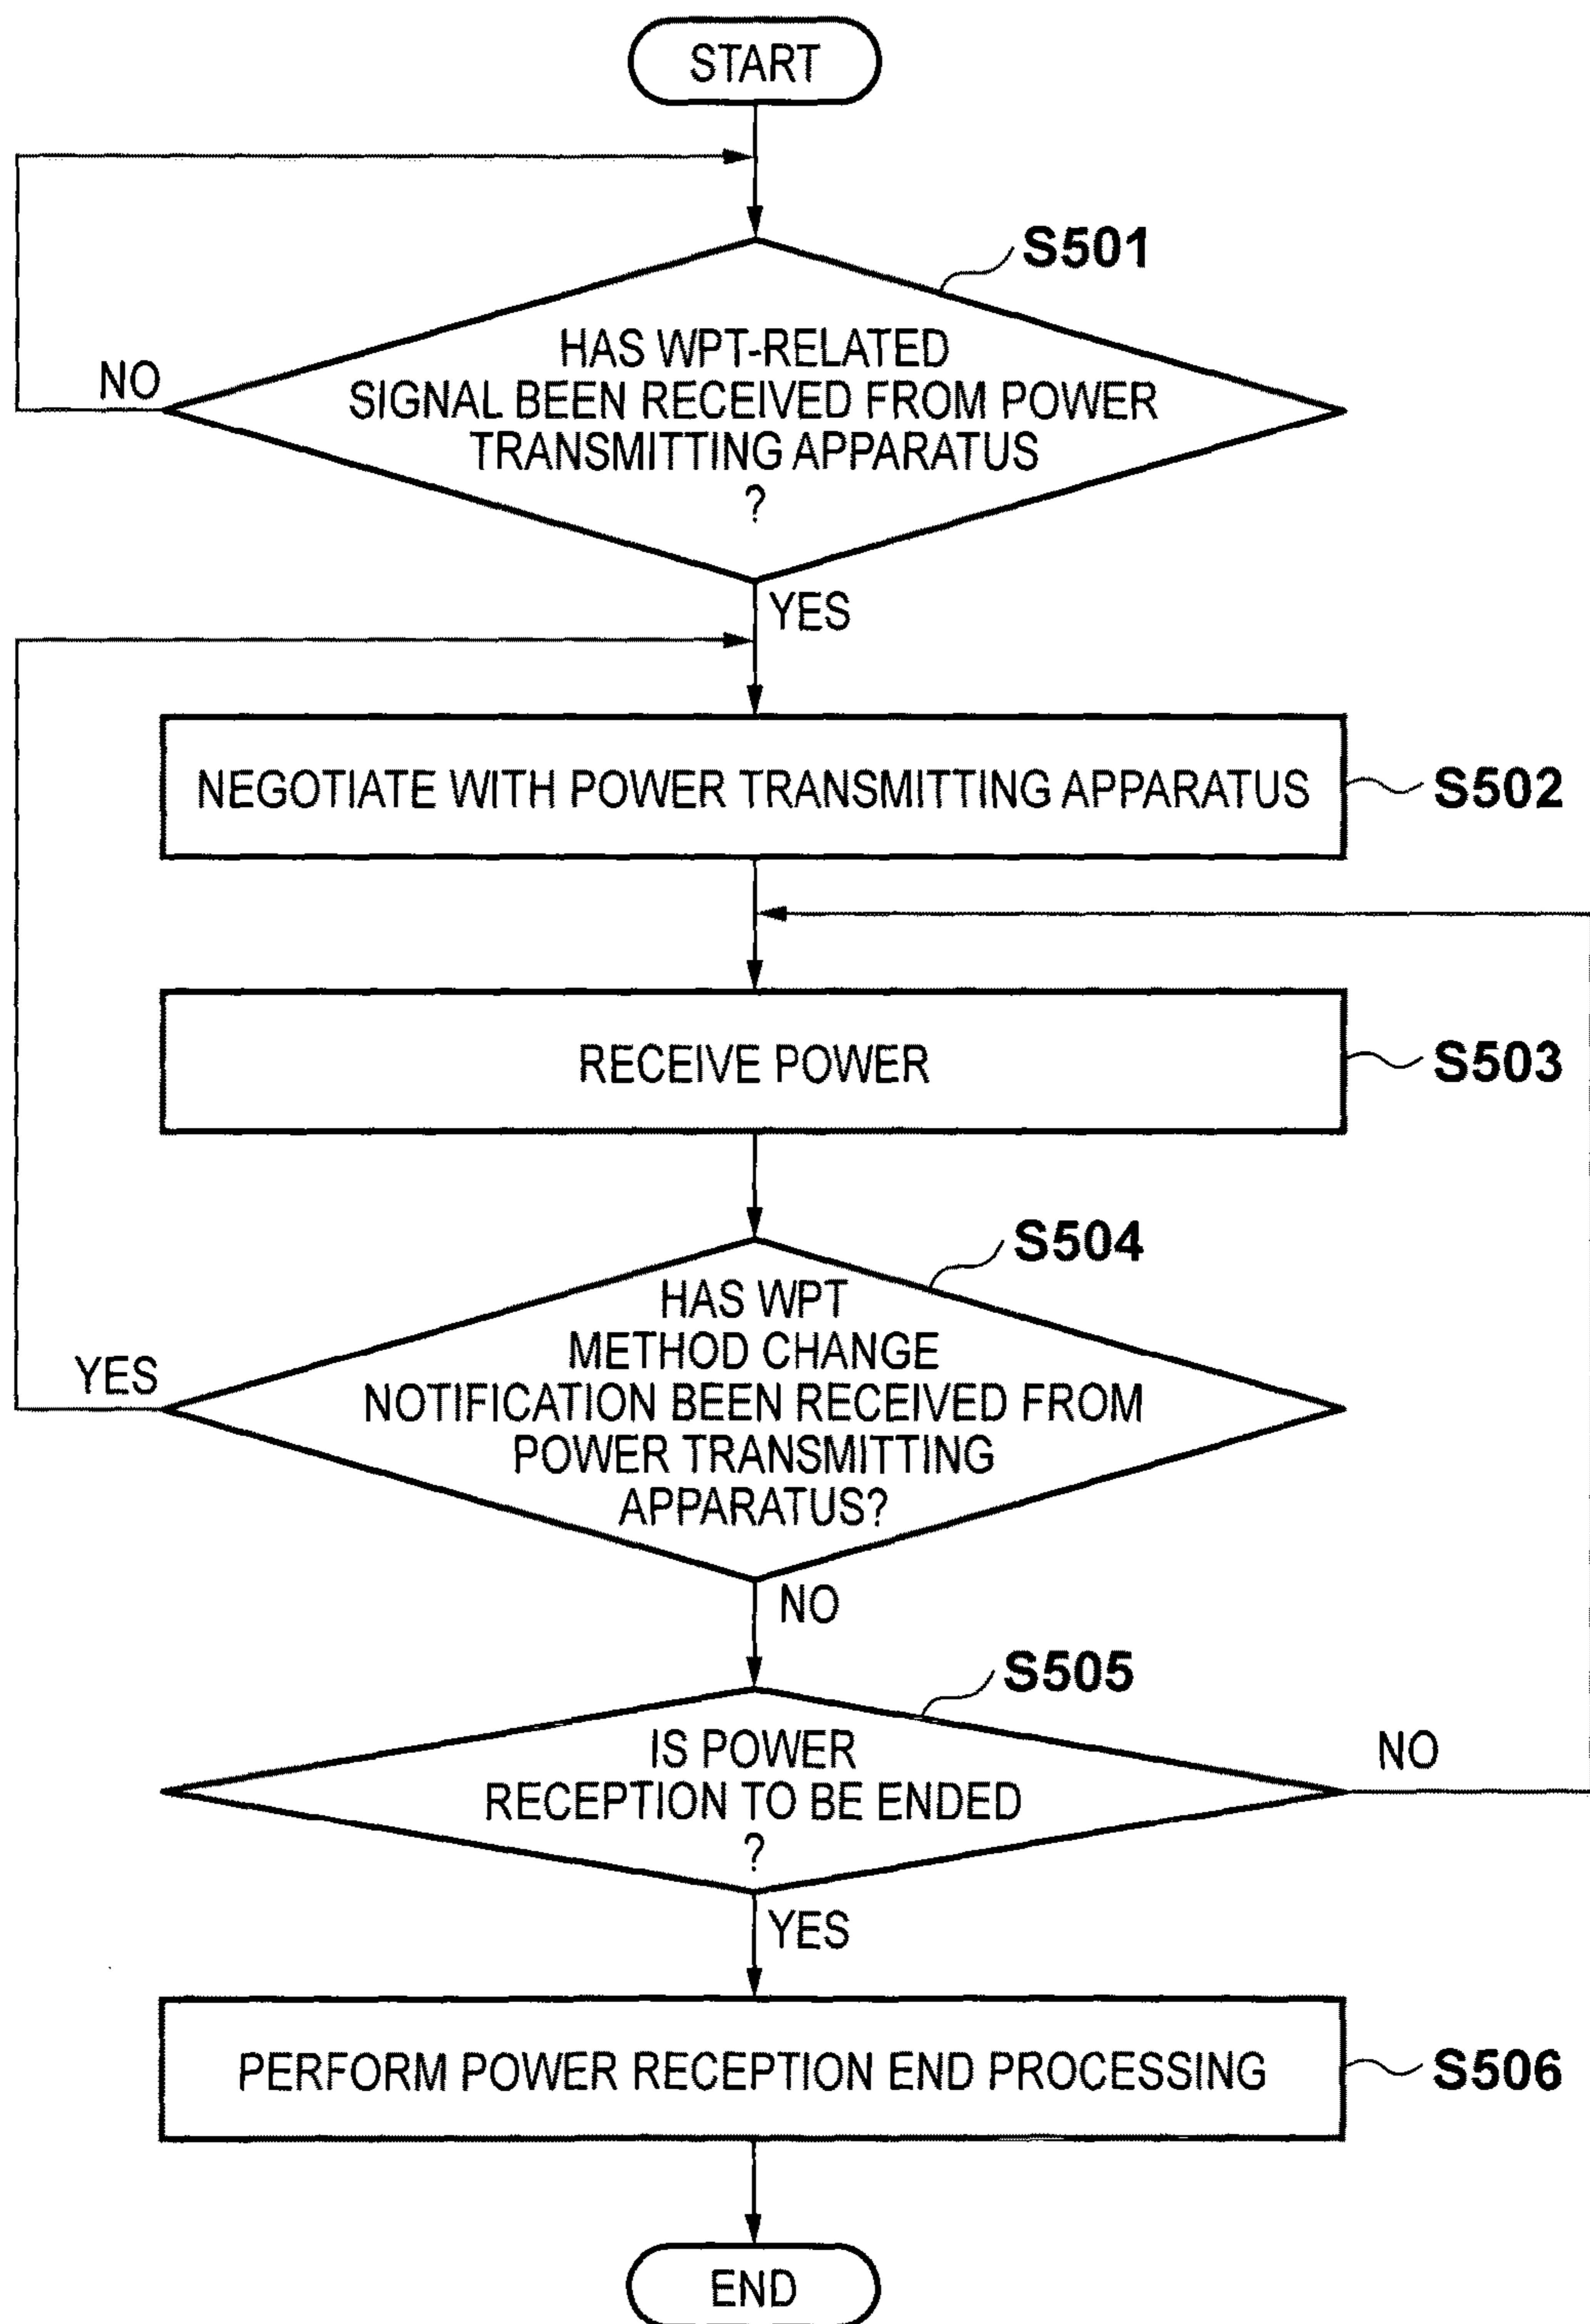 START
S501
HAS WPT-RELATED
SIGNAL BEEN RECEIVED FROM POWER
TRANSMITTING APPARATUS
?
NO
YES
NEGOTIATE WITH POWER TRANSMITTING APPARATUS
S502
RECEIVE POWER
S503
S504
HAS WPT
METHOD CHANGE
NOTIFICATION BEEN RECEIVED FROM
POWER TRANSMITTING
APPARATUS?
YES
NO
S505
IS POWER
RECEPTION TO BE ENDED
?
NO
YES
PERFORM POWER RECEPTION END PROCESSING
S506
END